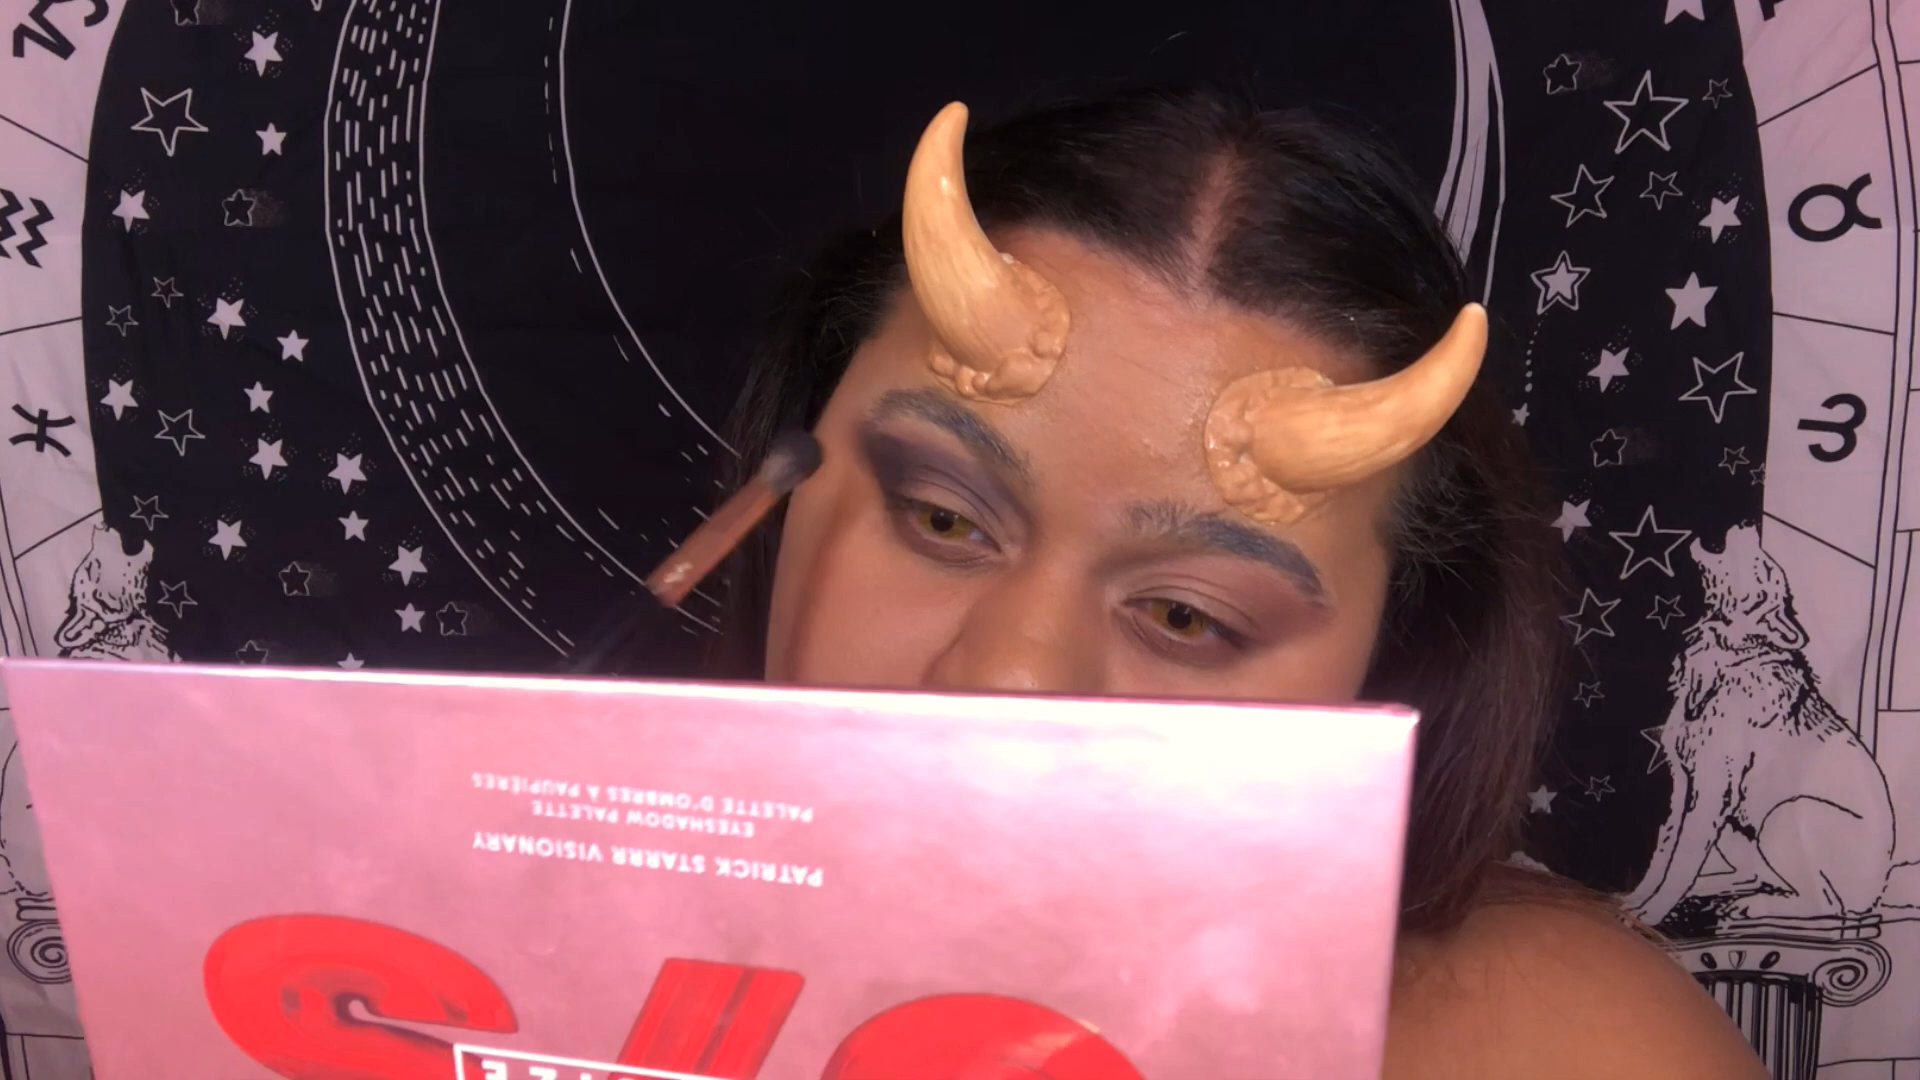 PATRICK STARRR VISIONARY
EYESHADOW PALETTE
PALETTE D'OMBRES À PAUPIÈRES